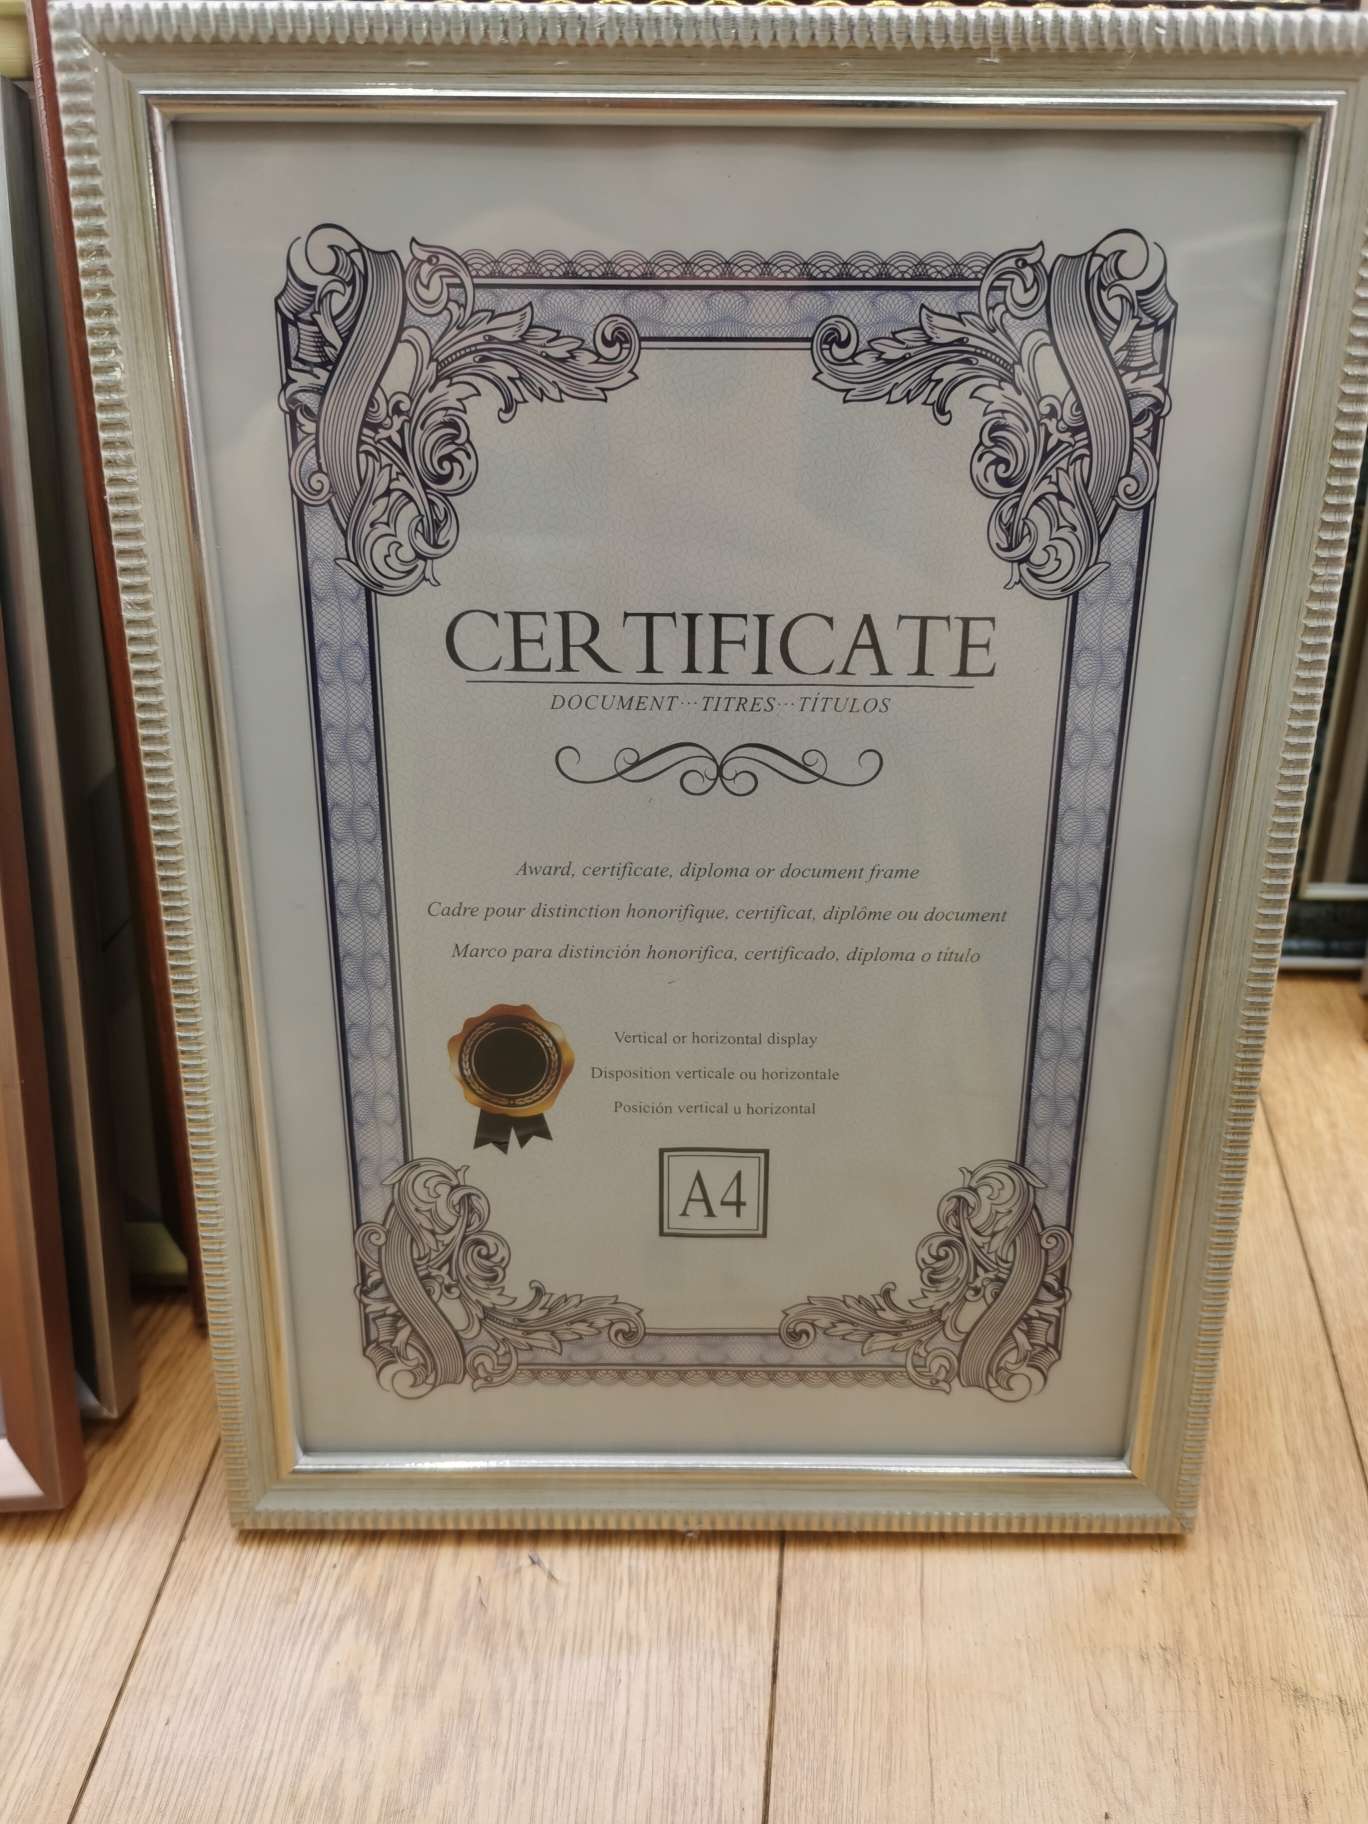 CERTIFICATE
DOCUMENT···TITRES···TÍTULOS
Award, certificate, diploma or document frame
Cadre pour distinction honorifique, certificat, diplôme ou document
Marco para distinción honorifica, certificado, diploma o título
Vertical or horizontal display
Disposition verticale ou horizontale
Posición vertical u horizontal
A4